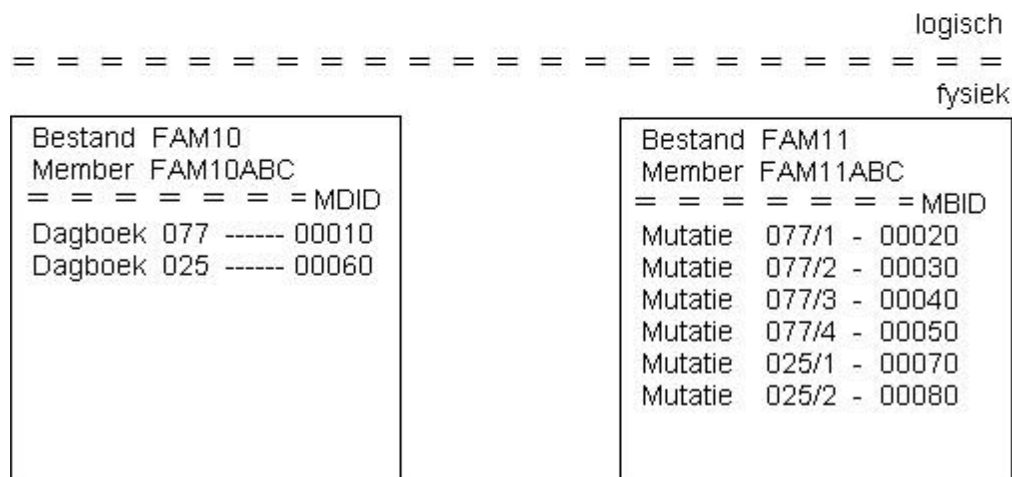 logisch
= = = = = = = = = = = = = = = = = = = = = = =
fysiek
Bestand FAM10
Member FAM10ABC
= = = = = = = MDID
Dagboek 077 ------ 00010
Dagboek 025 ------ 00060
Bestand FAM11
Member FAM11ABC
= = = = = = = MBID
Mutatie 077/1 - 00020
Mutatie 077/2 - 00030
Mutatie 077/3 - 00040
Mutatie 077/4 - 00050
Mutatie 025/1 - 00070
Mutatie 025/2 - 00080